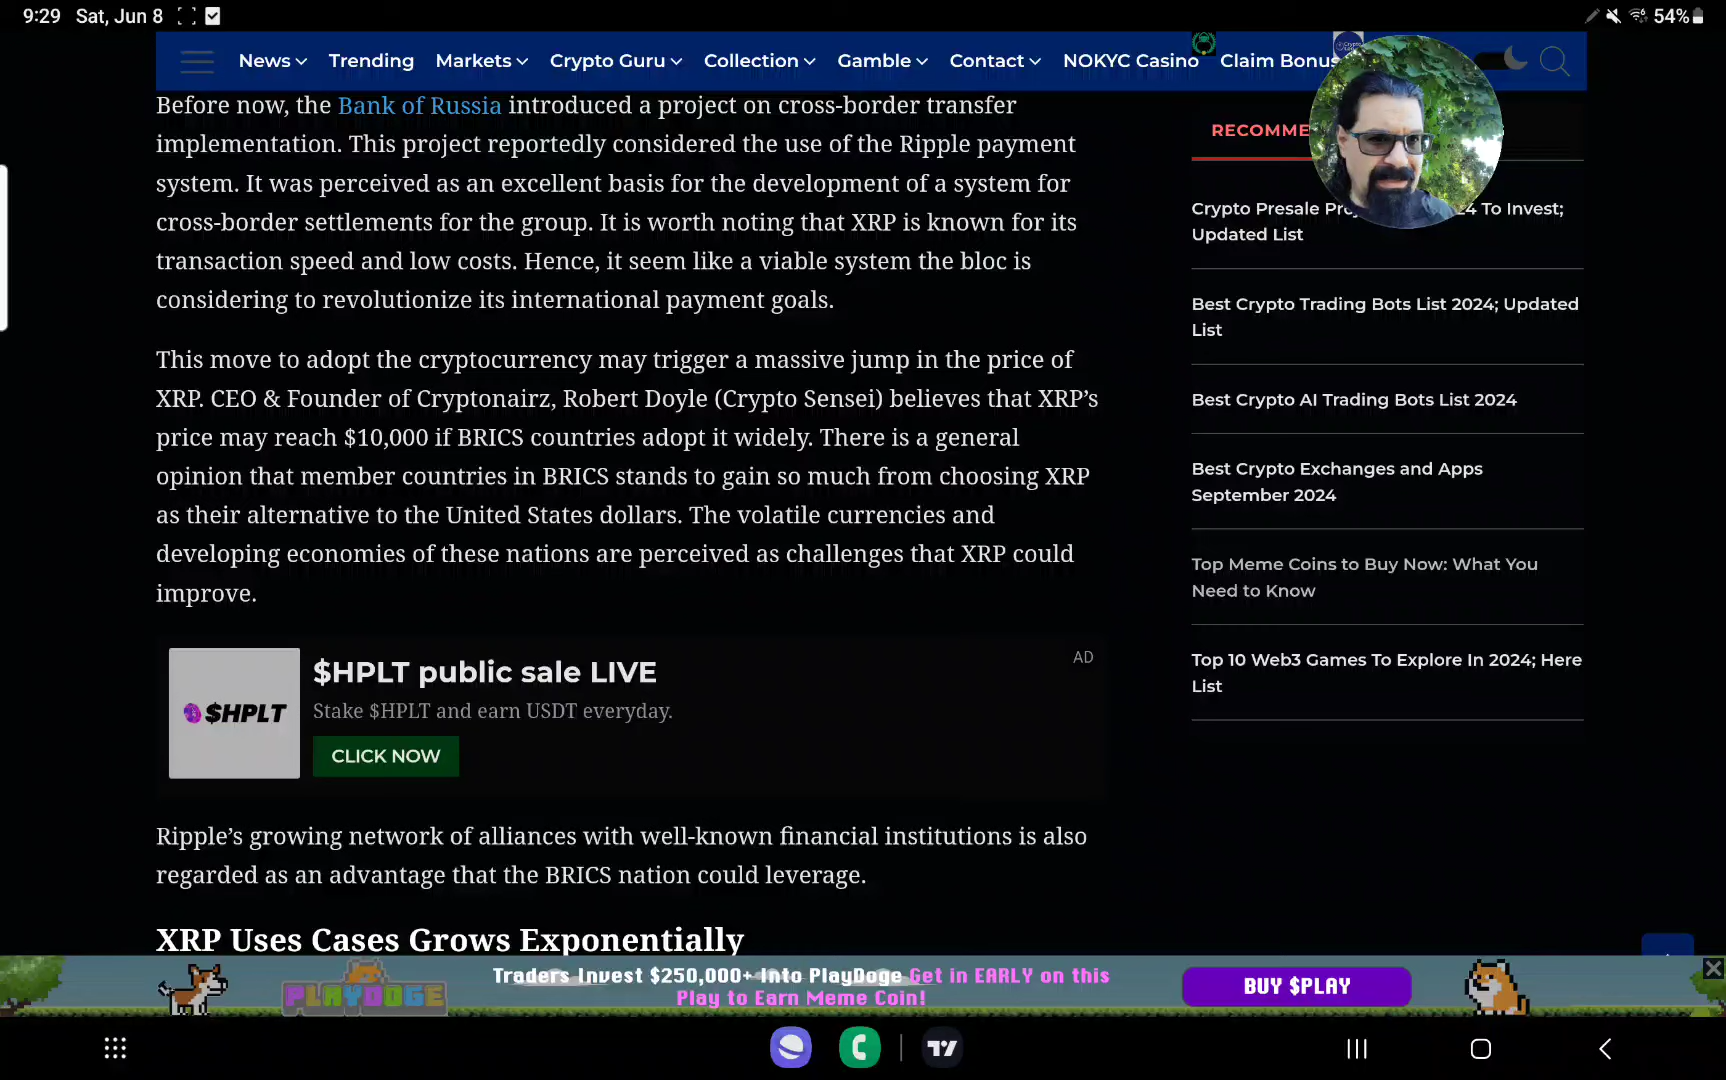 9:29 Sat, Jun 8
54%
News Trending Markets Crypto Guru Collection Gamble Contact NOKYC Casino Claim Bonus
Before now, the Bank of Russia introduced a project on cross-border transfer
implementation. This project reportedly considered the use of the Ripple payment
system. It was perceived as an excellent basis for the development of a system for
cross-border settlements for the group. It is worth noting that XRP is known for its
transaction speed and low costs. Hence, it seem like a viable system the bloc is
considering to revolutionize its international payment goals.
This move to adopt the cryptocurrency may trigger a massive jump in the price of
XRP. CEO & Founder of Cryptonairz, Robert Doyle (Crypto Sensei) believes that XRP’s
price may reach $10,000 if BRICS countries adopt it widely. There is a general
opinion that member countries in BRICS stands to gain so much from choosing XRP
as their alternative to the United States dollars. The volatile currencies and
developing economies of these nations are perceived as challenges that XRP could
improve.
$HPLT
$HPLT public sale LIVE
AD
Stake $HPLT and earn USDT everyday.
CLICK NOW
Ripple’s growing network of alliances with well-known financial institutions is also
regarded as an advantage that the BRICS nation could leverage.
XRP Uses Cases Grows Exponentially
RECOMME
Crypto Presale Pr 24 To Invest;
Updated List
Best Crypto Trading Bots List 2024; Updated
List
Best Crypto AI Trading Bots List 2024
Best Crypto Exchanges and Apps
September 2024
Top Meme Coins to Buy Now: What You
Need to Know
Top 10 Web3 Games To Explore In 2024; Here
List
PLAYDOGE
Traders Invest $250,000+ Into PlayDoge Get in EARLY on this
Play to Earn Meme Coin!
BUY $PLAY